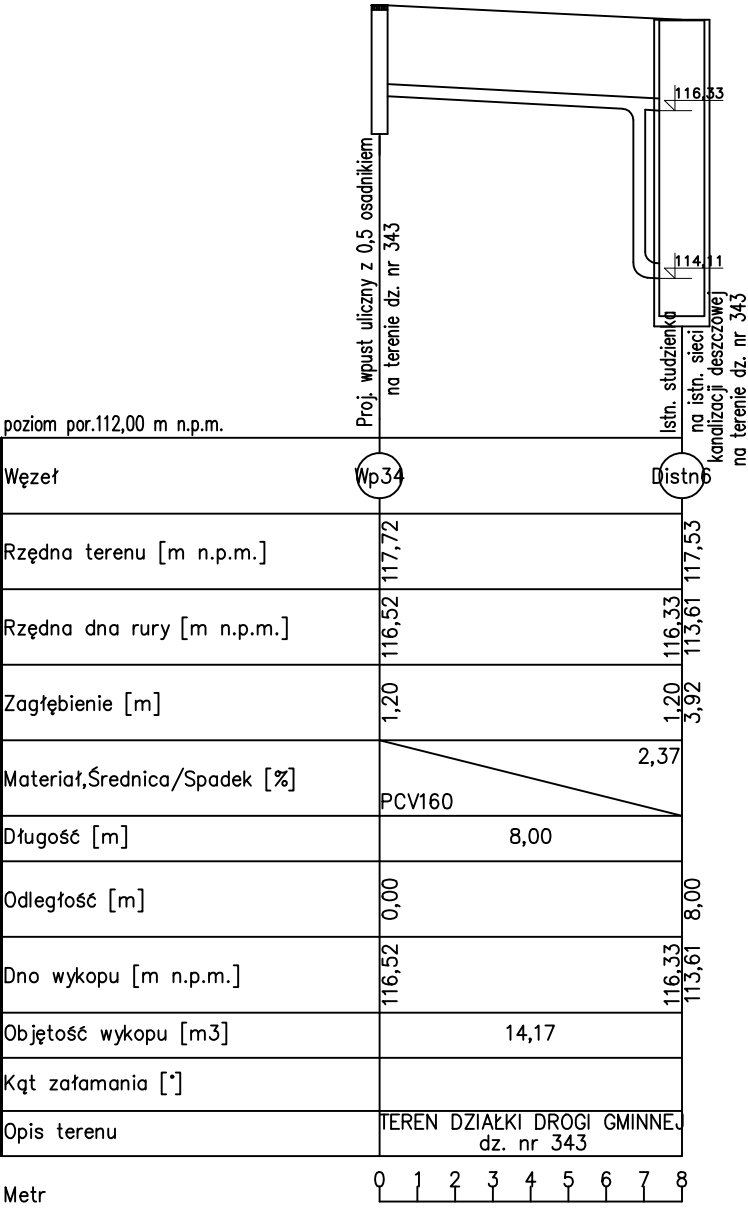 116,33
114,11
Proj. wpust uliczny z 0,5 osadnikiem
na terenie dz. nr 343
Istn. studzienka
na istn. sieci
kanalizacji deszczowej
na terenie dz. nr 343
poziom por.112,00 m n.p.m.
Węzeł Wp34 Distn6
Rzędna terenu [m n.p.m.] 117,72 117,53
Rzędna dna rury [m n.p.m.] 116,52 116,33 113,61
Zagłębienie [m] 1,20 1,20 3,92
Materiał,Średnica/Spadek [%] PCV160 2,37
Długość [m] 8,00
Odległość [m] 0,00 8,00
Dno wykopu [m n.p.m.] 116,52 116,33 113,61
Objętość wykopu [m3] 14,17
Kąt załamania [°]
Opis terenu TEREN DZIAŁKI DROGI GMINNEJ
dz. nr 343
Metr 0 1 2 3 4 5 6 7 8